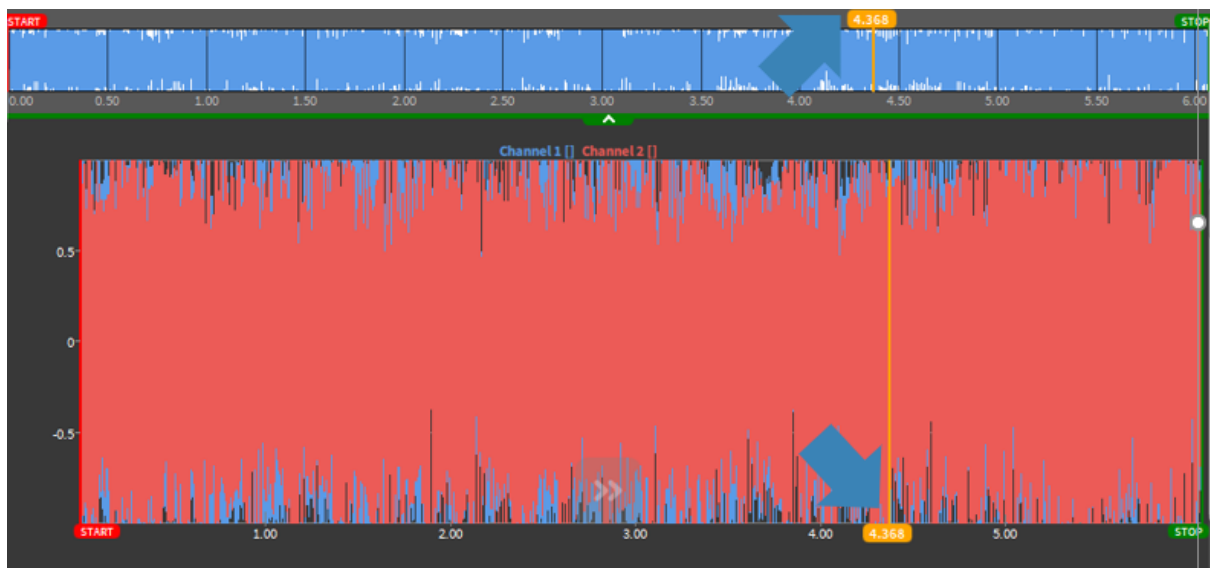 START 4.368 STOP
0.00 0.50 1.00 1.50 2.00 2.50 3.00 3.50 4.00 4.50 5.00 5.50 6.00
Channel 1 [] Channel 2 []
0.5
0
-0.5
START 1.00 2.00 3.00 4.00 4.368 5.00 STOP